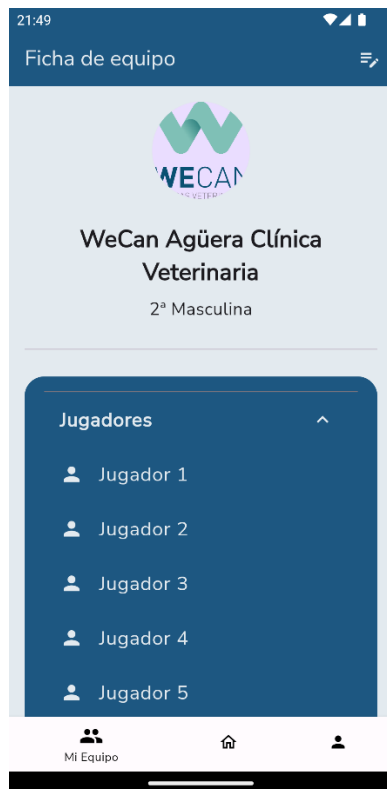 21:49
Ficha de equipo
WECAN
WeCan Agüera Clínica
Veterinaria
2ª Masculina
Jugadores
Jugador 1
Jugador 2
Jugador 3
Jugador 4
Jugador 5
Mi Equipo